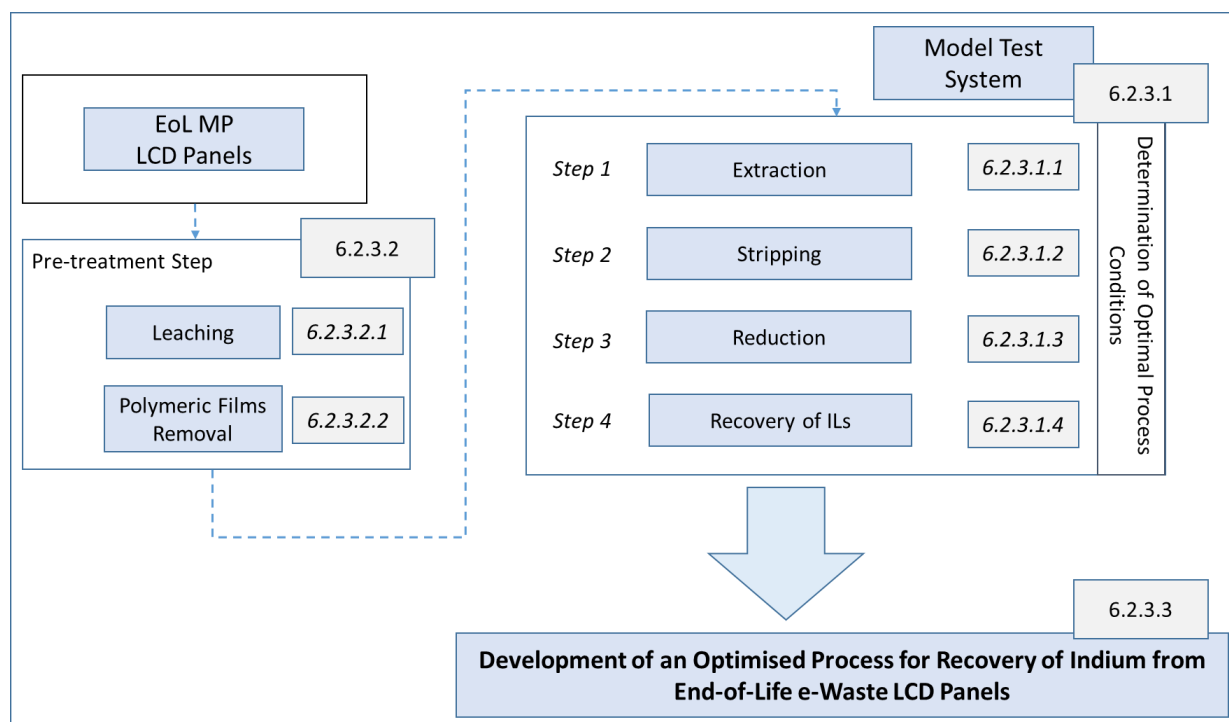 Model Test
System
6.2.3.1
EoL MP
LCD Panels
6.2.3.2
Pre-treatment Step
Leaching
6.2.3.2.1
Polymeric Films
Removal
6.2.3.2.2
Step 1
Extraction
6.2.3.1.1
Step 2
Stripping
6.2.3.1.2
Step 3
Reduction
6.2.3.1.3
Step 4
Recovery of ILs
6.2.3.1.4
Determination of Optimal Process
Conditions
6.2.3.3
Development of an Optimised Process for Recovery of Indium from
End-of-Life e-Waste LCD Panels